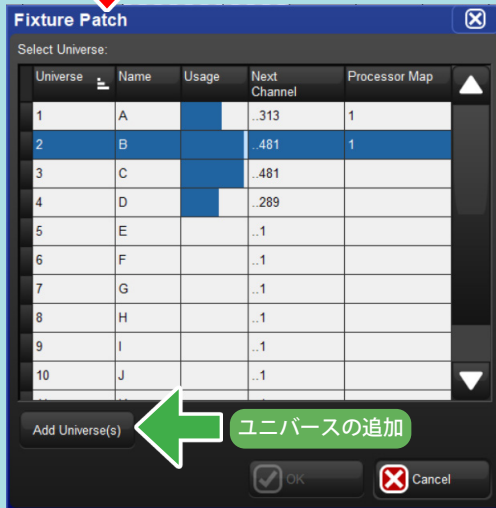 Fixture Patch
Select Universe:
Universe Name Usage Next Channel Processor Map
1 A ..313 1
2 B ..481 1
3 C ..481
4 D ..289
5 E ..1
6 F ..1
7 G ..1
8 H ..1
9 I ..1
10 J ..1
Add Universe(s)
ユニバースの追加
OK
Cancel